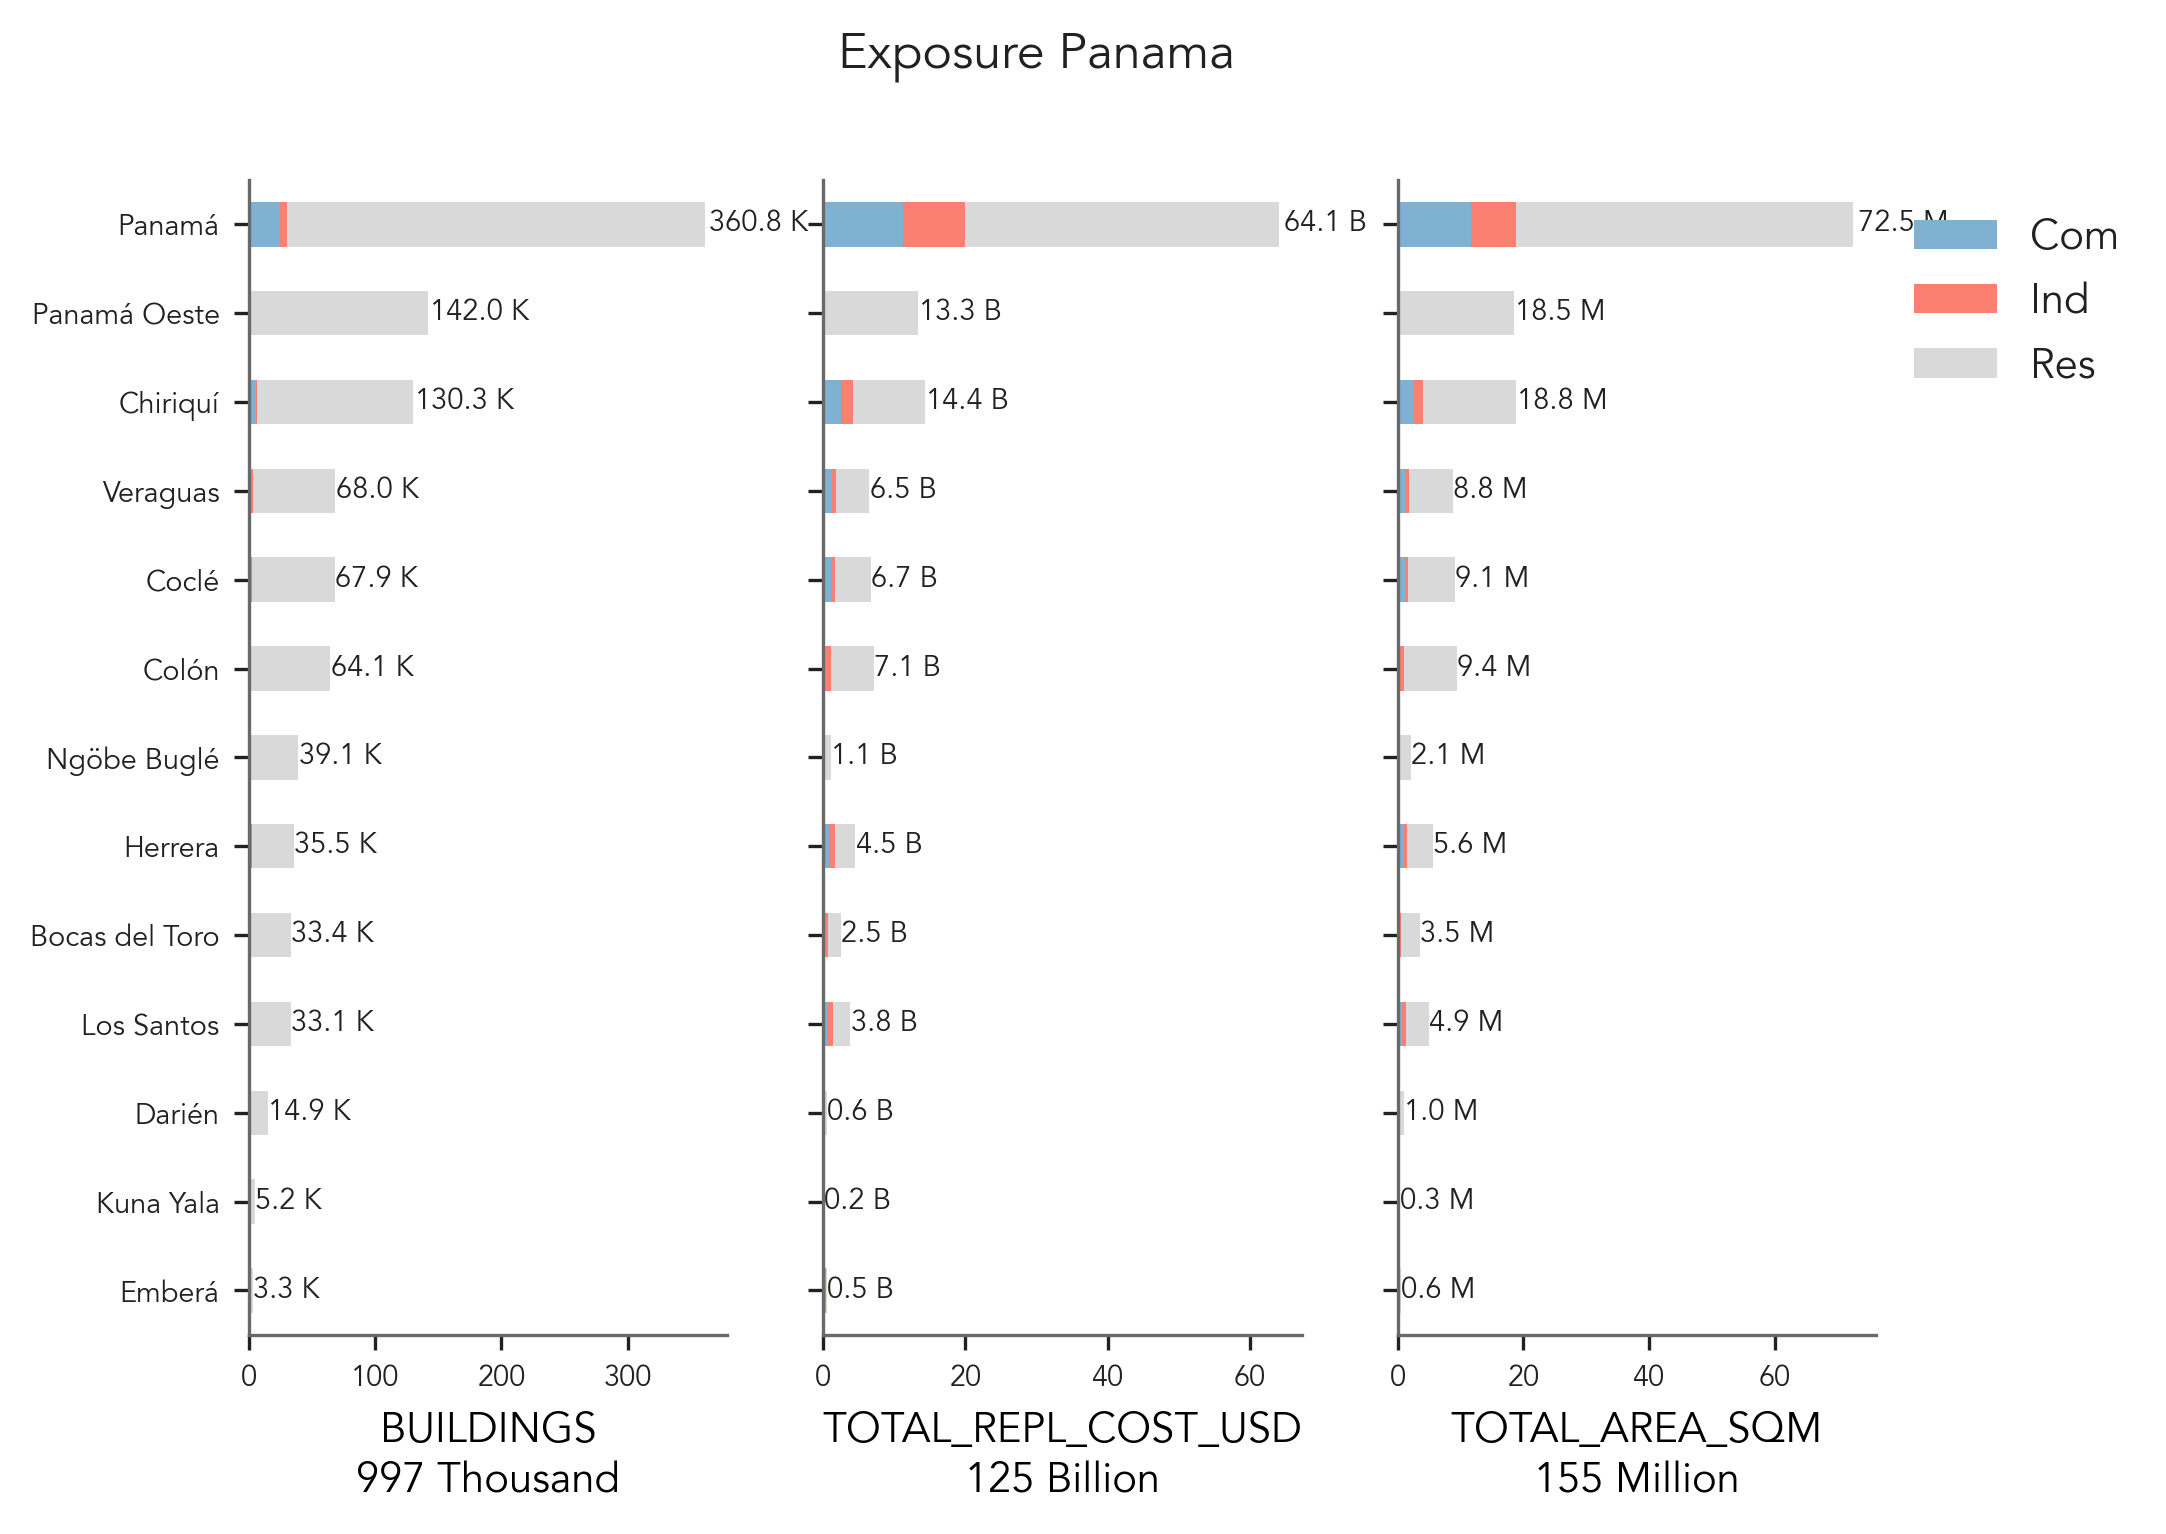 Exposure Panama
Panamá
360.8 K
64.1 B
72.5 M
Panamá Oeste
142.0 K
13.3 B
18.5 M
Chiriquí
130.3 K
14.4 B
18.8 M
Veraguas
68.0 K
6.5 B
8.8 M
Coclé
67.9 K
6.7 B
9.1 M
Colón
64.1 K
7.1 B
9.4 M
Ngöbe Buglé
39.1 K
1.1 B
2.1 M
Herrera
35.5 K
4.5 B
5.6 M
Bocas del Toro
33.4 K
2.5 B
3.5 M
Los Santos
33.1 K
3.8 B
4.9 M
Darién
14.9 K
0.6 B
1.0 M
Kuna Yala
5.2 K
0.2 B
0.3 M
Emberá
3.3 K
0.5 B
0.6 M
0 100 200 300
0 20 40 60
0 20 40 60
BUILDINGS
997 Thousand
TOTAL_REPL_COST_USD
125 Billion
TOTAL_AREA_SQM
155 Million
Com
Ind
Res